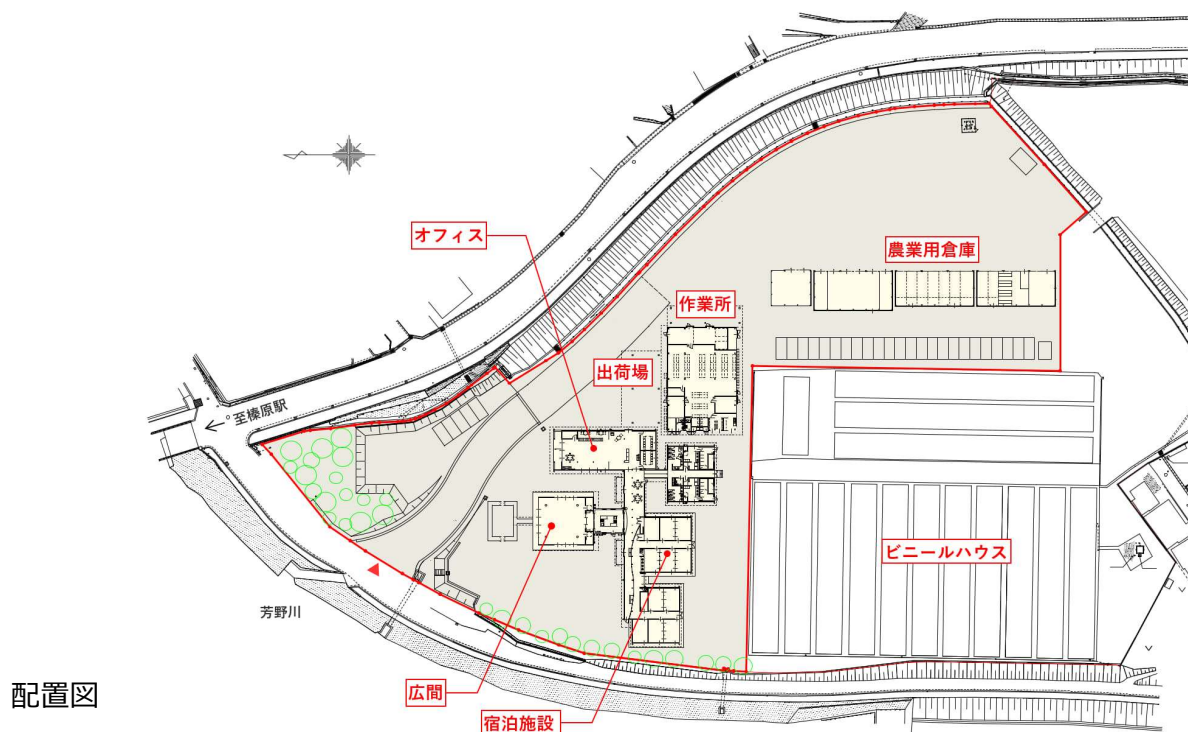 オフィス
農業用倉庫
作業所
出荷場
至榛原駅
ビニールハウス
芳野川
広間
宿泊施設
配置図